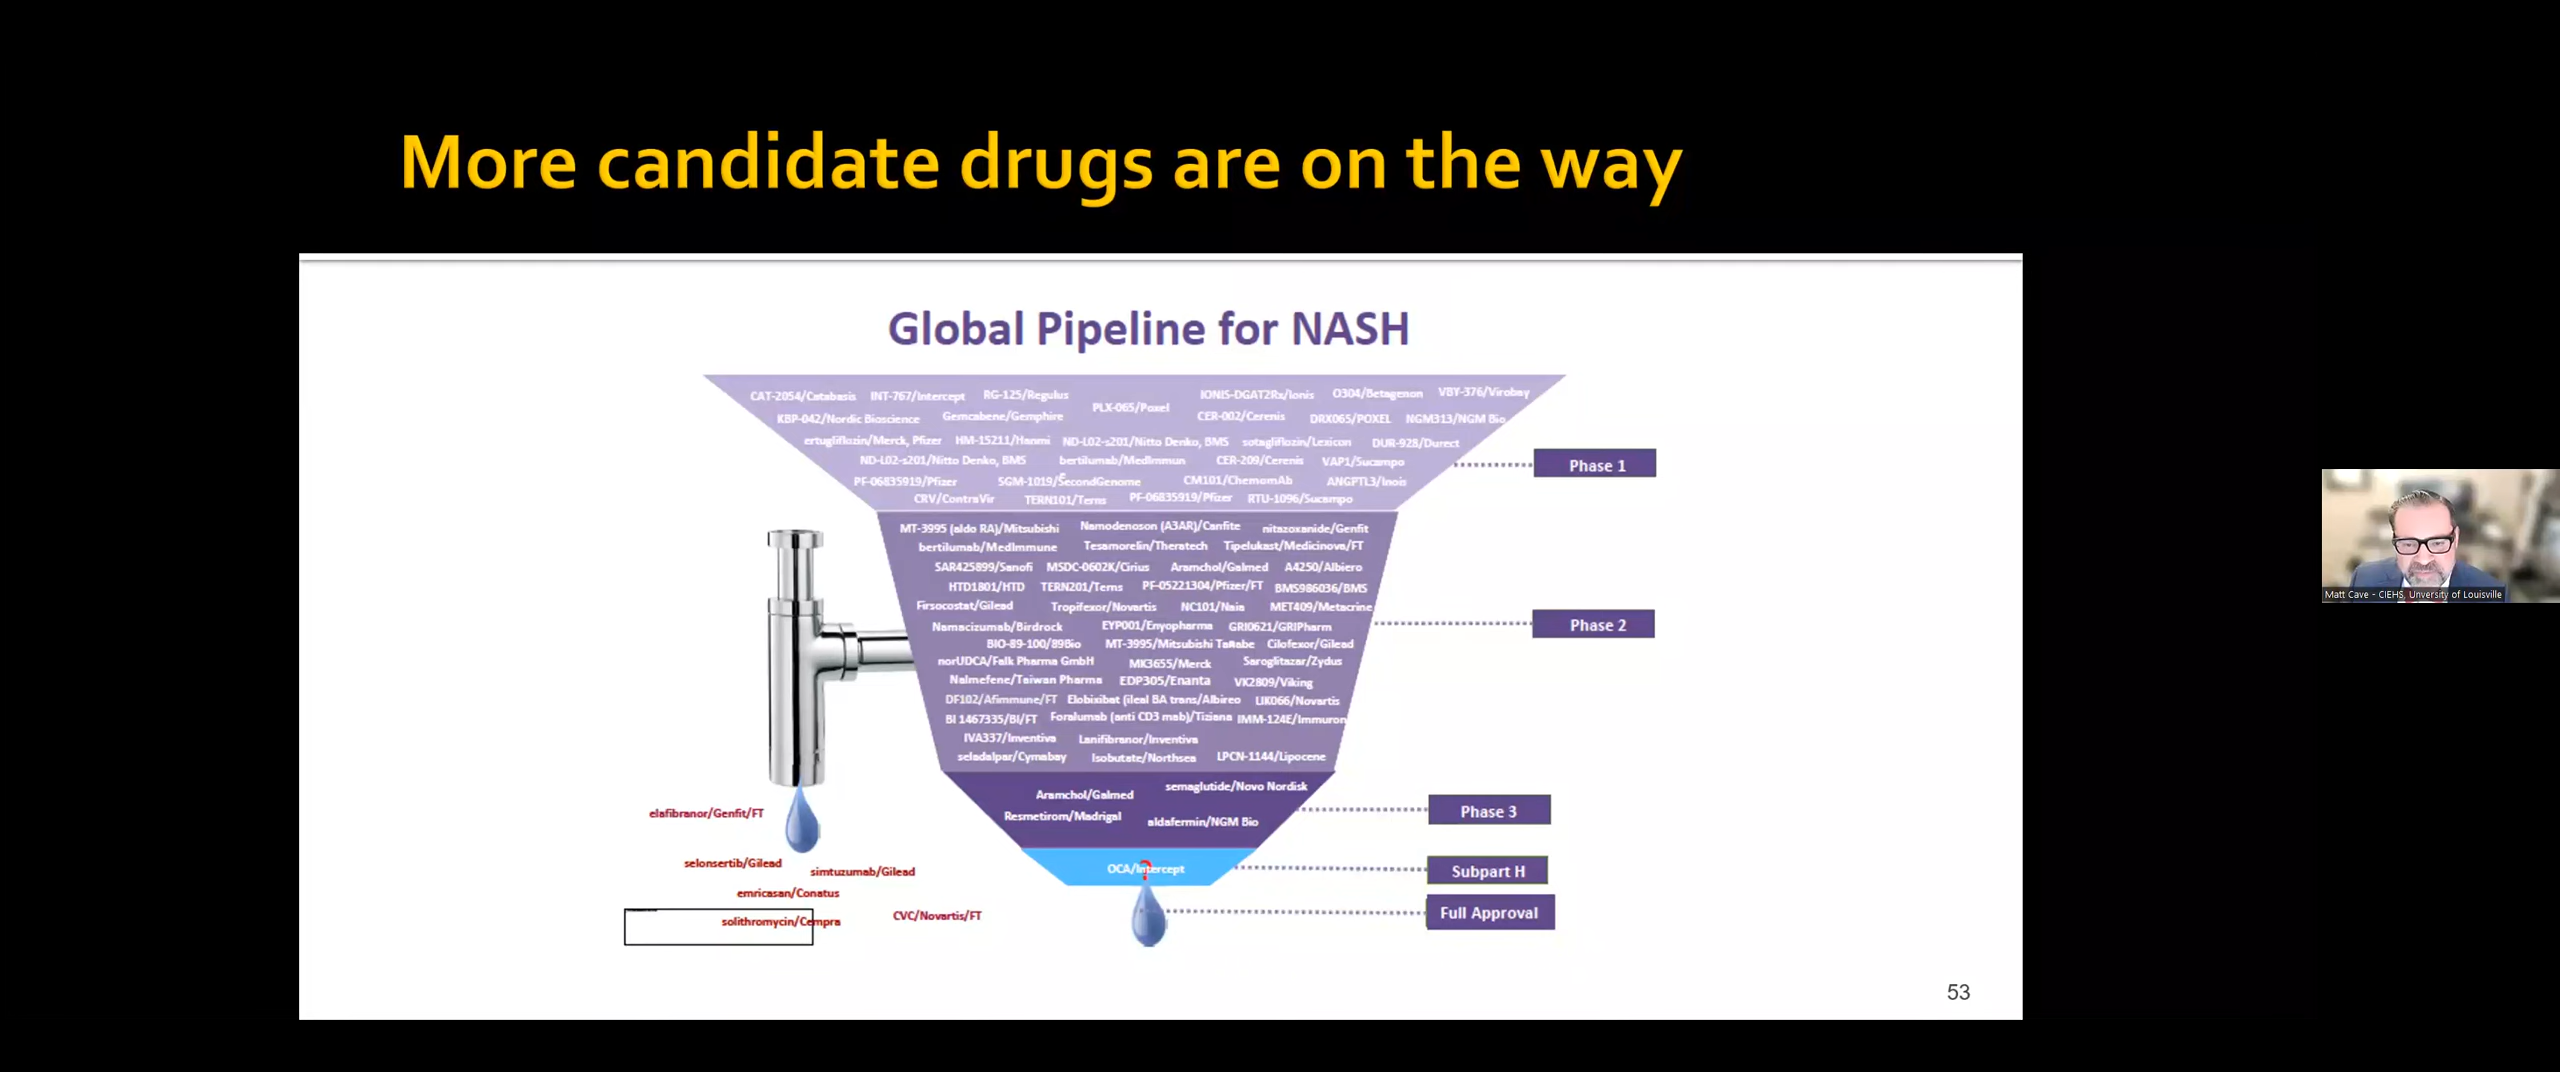 More candidate drugs are on the way
Global Pipeline for NASH
CAT-2054/Catabasis INT-767/Intercept RG-125/Regulus IONIS-DGAT2Rx/Ionis O304/Betagenon VBY-376/Virobay
PLX-065/Poxel
KBP-042/Nordic Bioscience Gemcabene/Gemphire CER-002/Cerenis DRX065/POXEL NGM313/NGM Bio
ertugliflozin/Merck, Pfizer HM-15211/Hanmi ND-L02-s201/Nitto Denko, BMS sotagliflozin/Lexicon DUR-928/Durect
ND-L02-s201/Nitto Denko, BMS bertilumab/MedImmun CER-209/Cerenis VAP1/Sucampo
e
PF-06835919/Pfizer SGM-1019/SecondGenome CM101/ChemomAb ANGPTL3/Inois
CRV/ContraVir TERN101/Terns PF-06835919/Pfizer RTU-1096/Sucampo
Phase 1
MT-3995 (aldo RA)/Mitsubishi Namodenoson (A3AR)/Canfite nitazoxanide/Genfit
bertilumab/MedImmune Tesamorelin/Theratech Tipelukast/Medicinova/FT
SAR425899/Sanofi MSDC-0602K/Cirius Aramchol/Galmed A4250/Albiero
HTD1801/HTD TERN201/Terns PF-05221304/Pfizer/FT BMS986036/BMS
Firsocostat/Gilead Tropifexor/Novartis NC101/Naia MET409/Metacrine
Namacizumab/Birdrock EYP001/Enyopharma GRI0621/GRIPharm
BIO-89-100/89Bio MT-3995/Mitsubishi Tanabe Cilofexor/Gilead
norUDCA/Falk Pharma GmbH MK3655/Merck Saroglitazar/Zydus
Nalmefene/Taiwan Pharma EDP305/Enanta VK2809/Viking
DF102/Afimmune/FT Elobixibat (ileal BA trans/Albireo LIK066/Novartis
BI 1467335/BI/FT Foralumab (anti CD3 mab)/Tiziana IMM-124E/Immuron
IVA337/Inventiva Lanifibranor/Inventiva
seladalpar/Cymabay Isobutate/Northsea LPCN-1144/Lipocene
Phase 2
semaglutide/Novo Nordisk
Aramchol/Galmed
Resmetirom/Madrigal aldafermin/NGM Bio
Phase 3
OCA/Intercept
?
Subpart H
Full Approval
elafibranor/Genfit/FT
selonsertib/Gilead simtuzumab/Gilead
emricasan/Conatus
solithromycin/Cempra CVC/Novartis/FT
53
Matt Cave - CIEHS, Unversity of Louisville